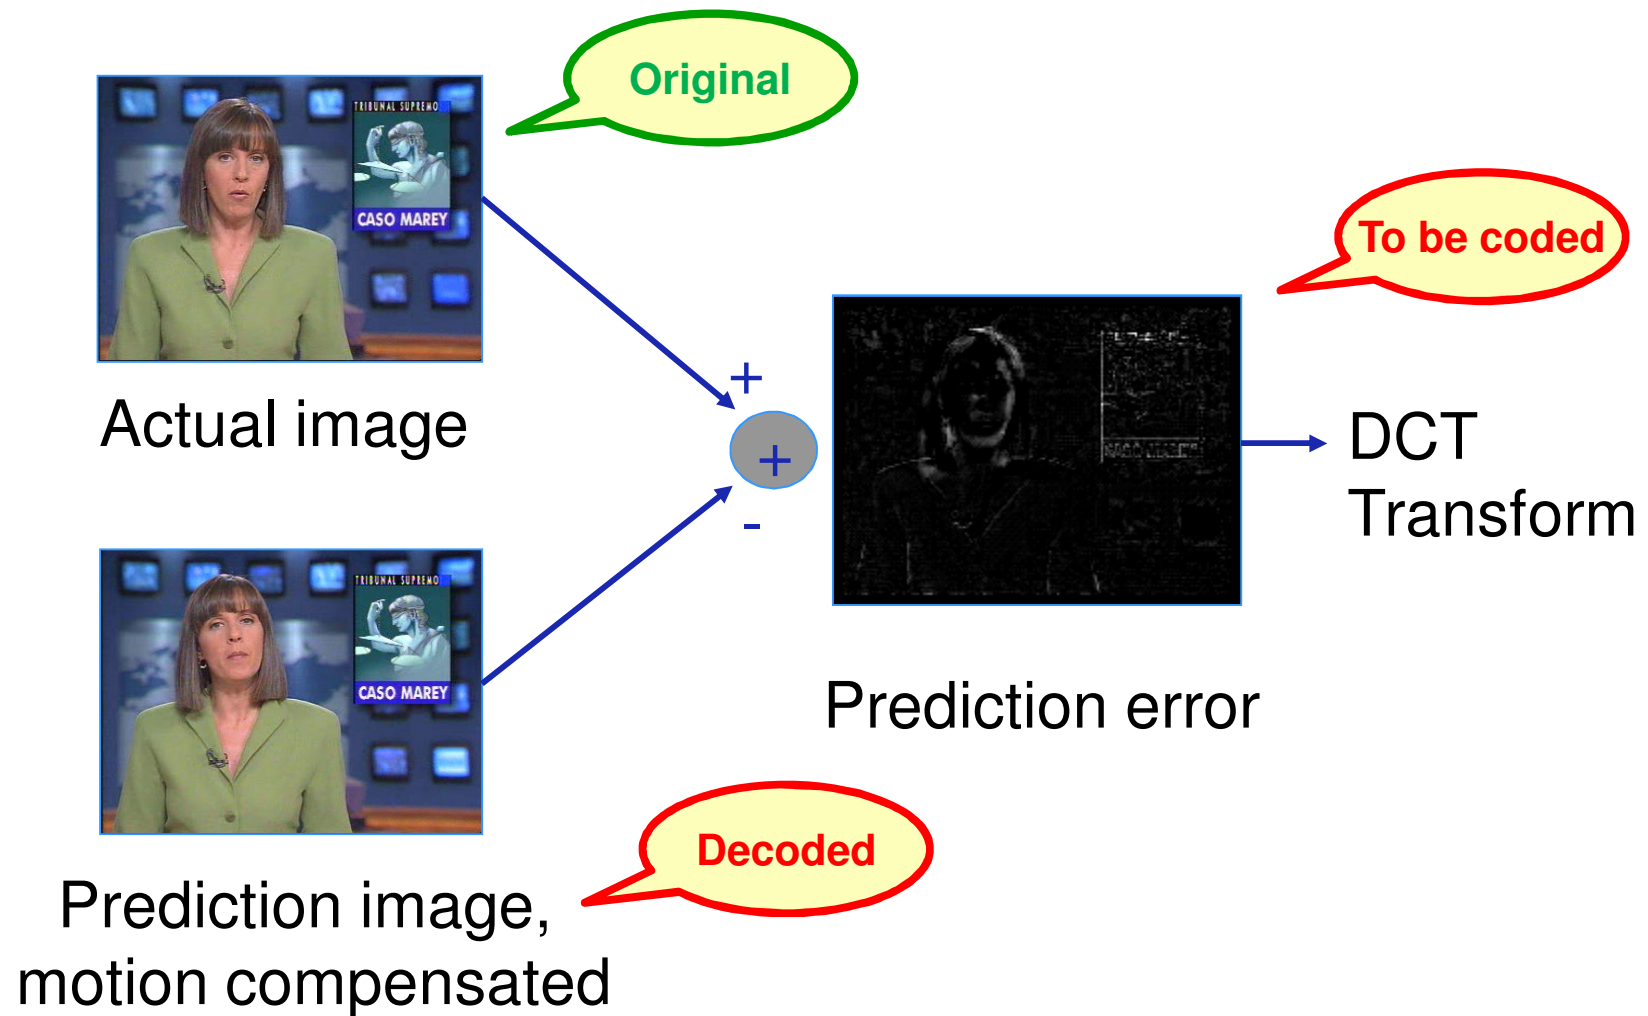 Original
TRIBUNAL SUPREMO
CASO MAREY
To be coded
Actual image
+
+
-
DCT
Transform
TRIBUNAL SUPREMO
CASO MAREY
Prediction error
Decoded
Prediction image,
motion compensated